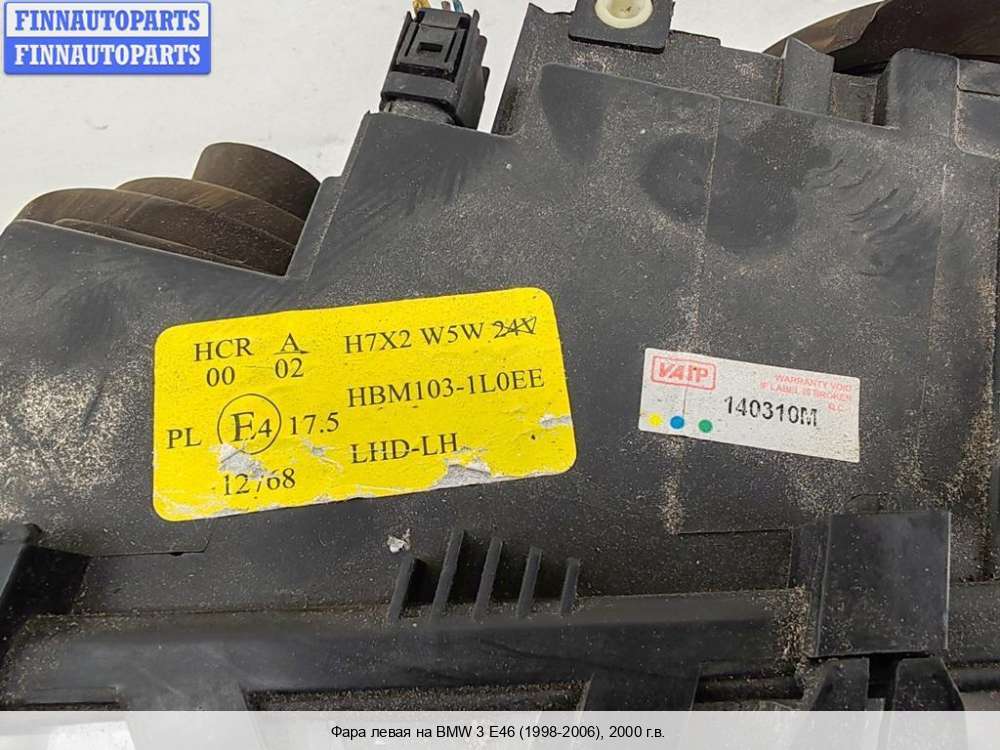 FINNAUTOPARTS
FINNAUTOPARTS
HCR A H7X2 W5W 24V
00 02
HBM103-1L0EE
PL E4 17.5
LHD-LH
12768
VAIP
WARRANTY VOID
IF LABEL IS BROKEN
Q.C.
140310M
Фара левая на BMW 3 E46 (1998-2006), 2000 г.в.